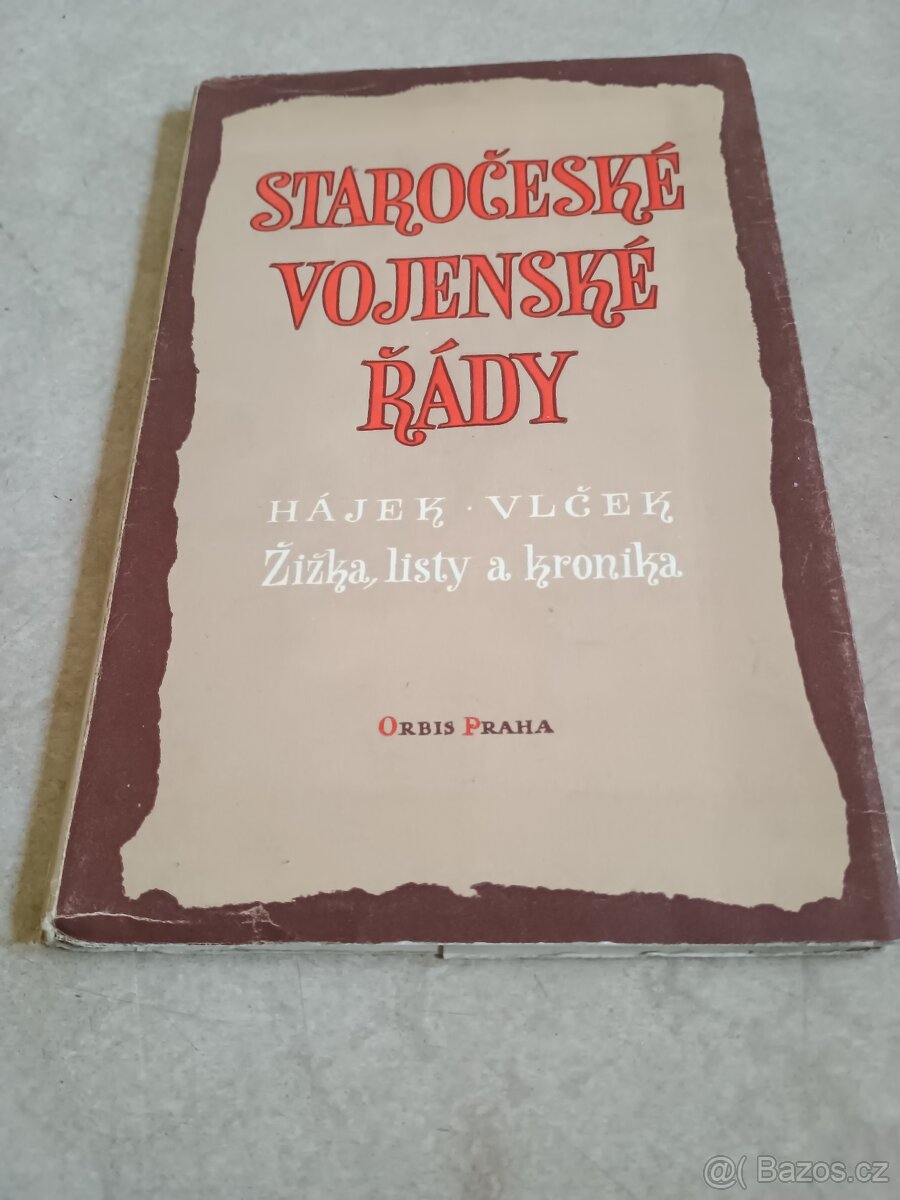 STAROČESKÉ
VOJENSKÉ
ŘÁDY
HÁJEK · VLČEK
Žižka, listy a kronika
ORBIS PRAHA
@( Bazos.cz